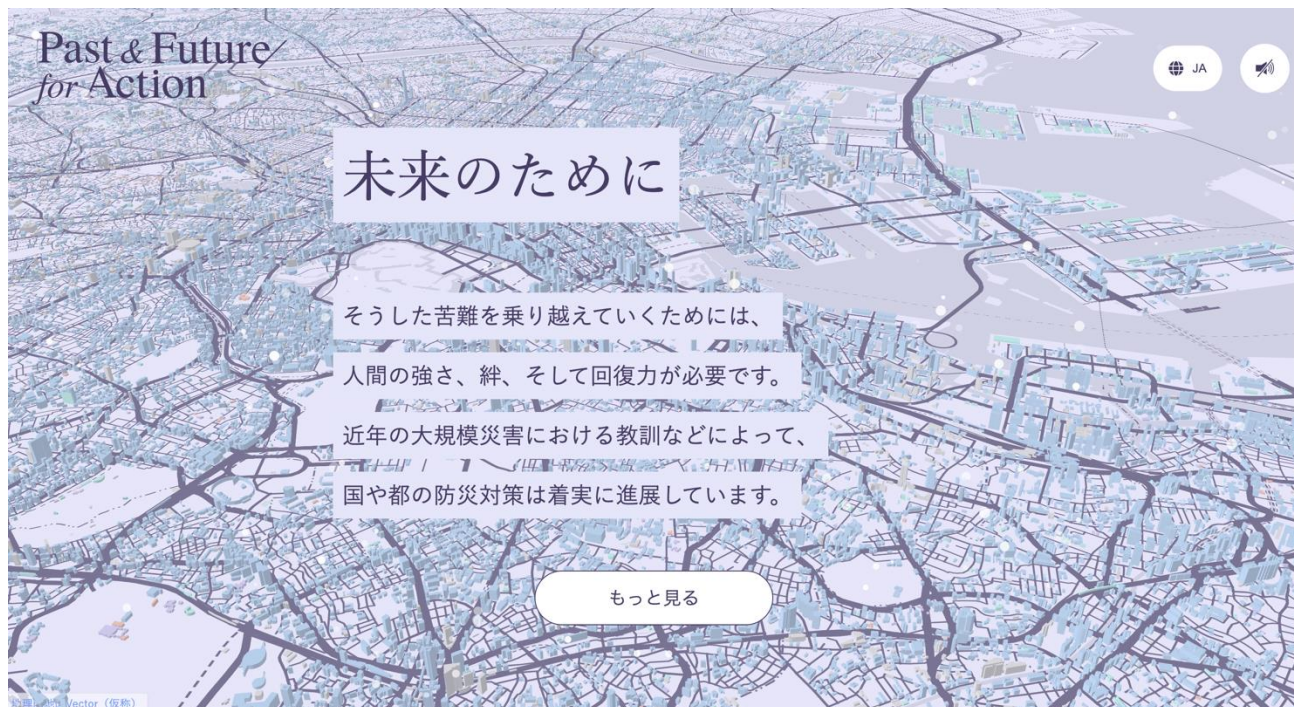 Past & Future
for Action
JA
未来のために
そうした苦難を乗り越えていくためには、
人間の強さ、絆、そして回復力が必要です。
近年の大規模災害における教訓などによって、
国や都の防災対策は着実に進展しています。
もっと見る
Vector（仮称）